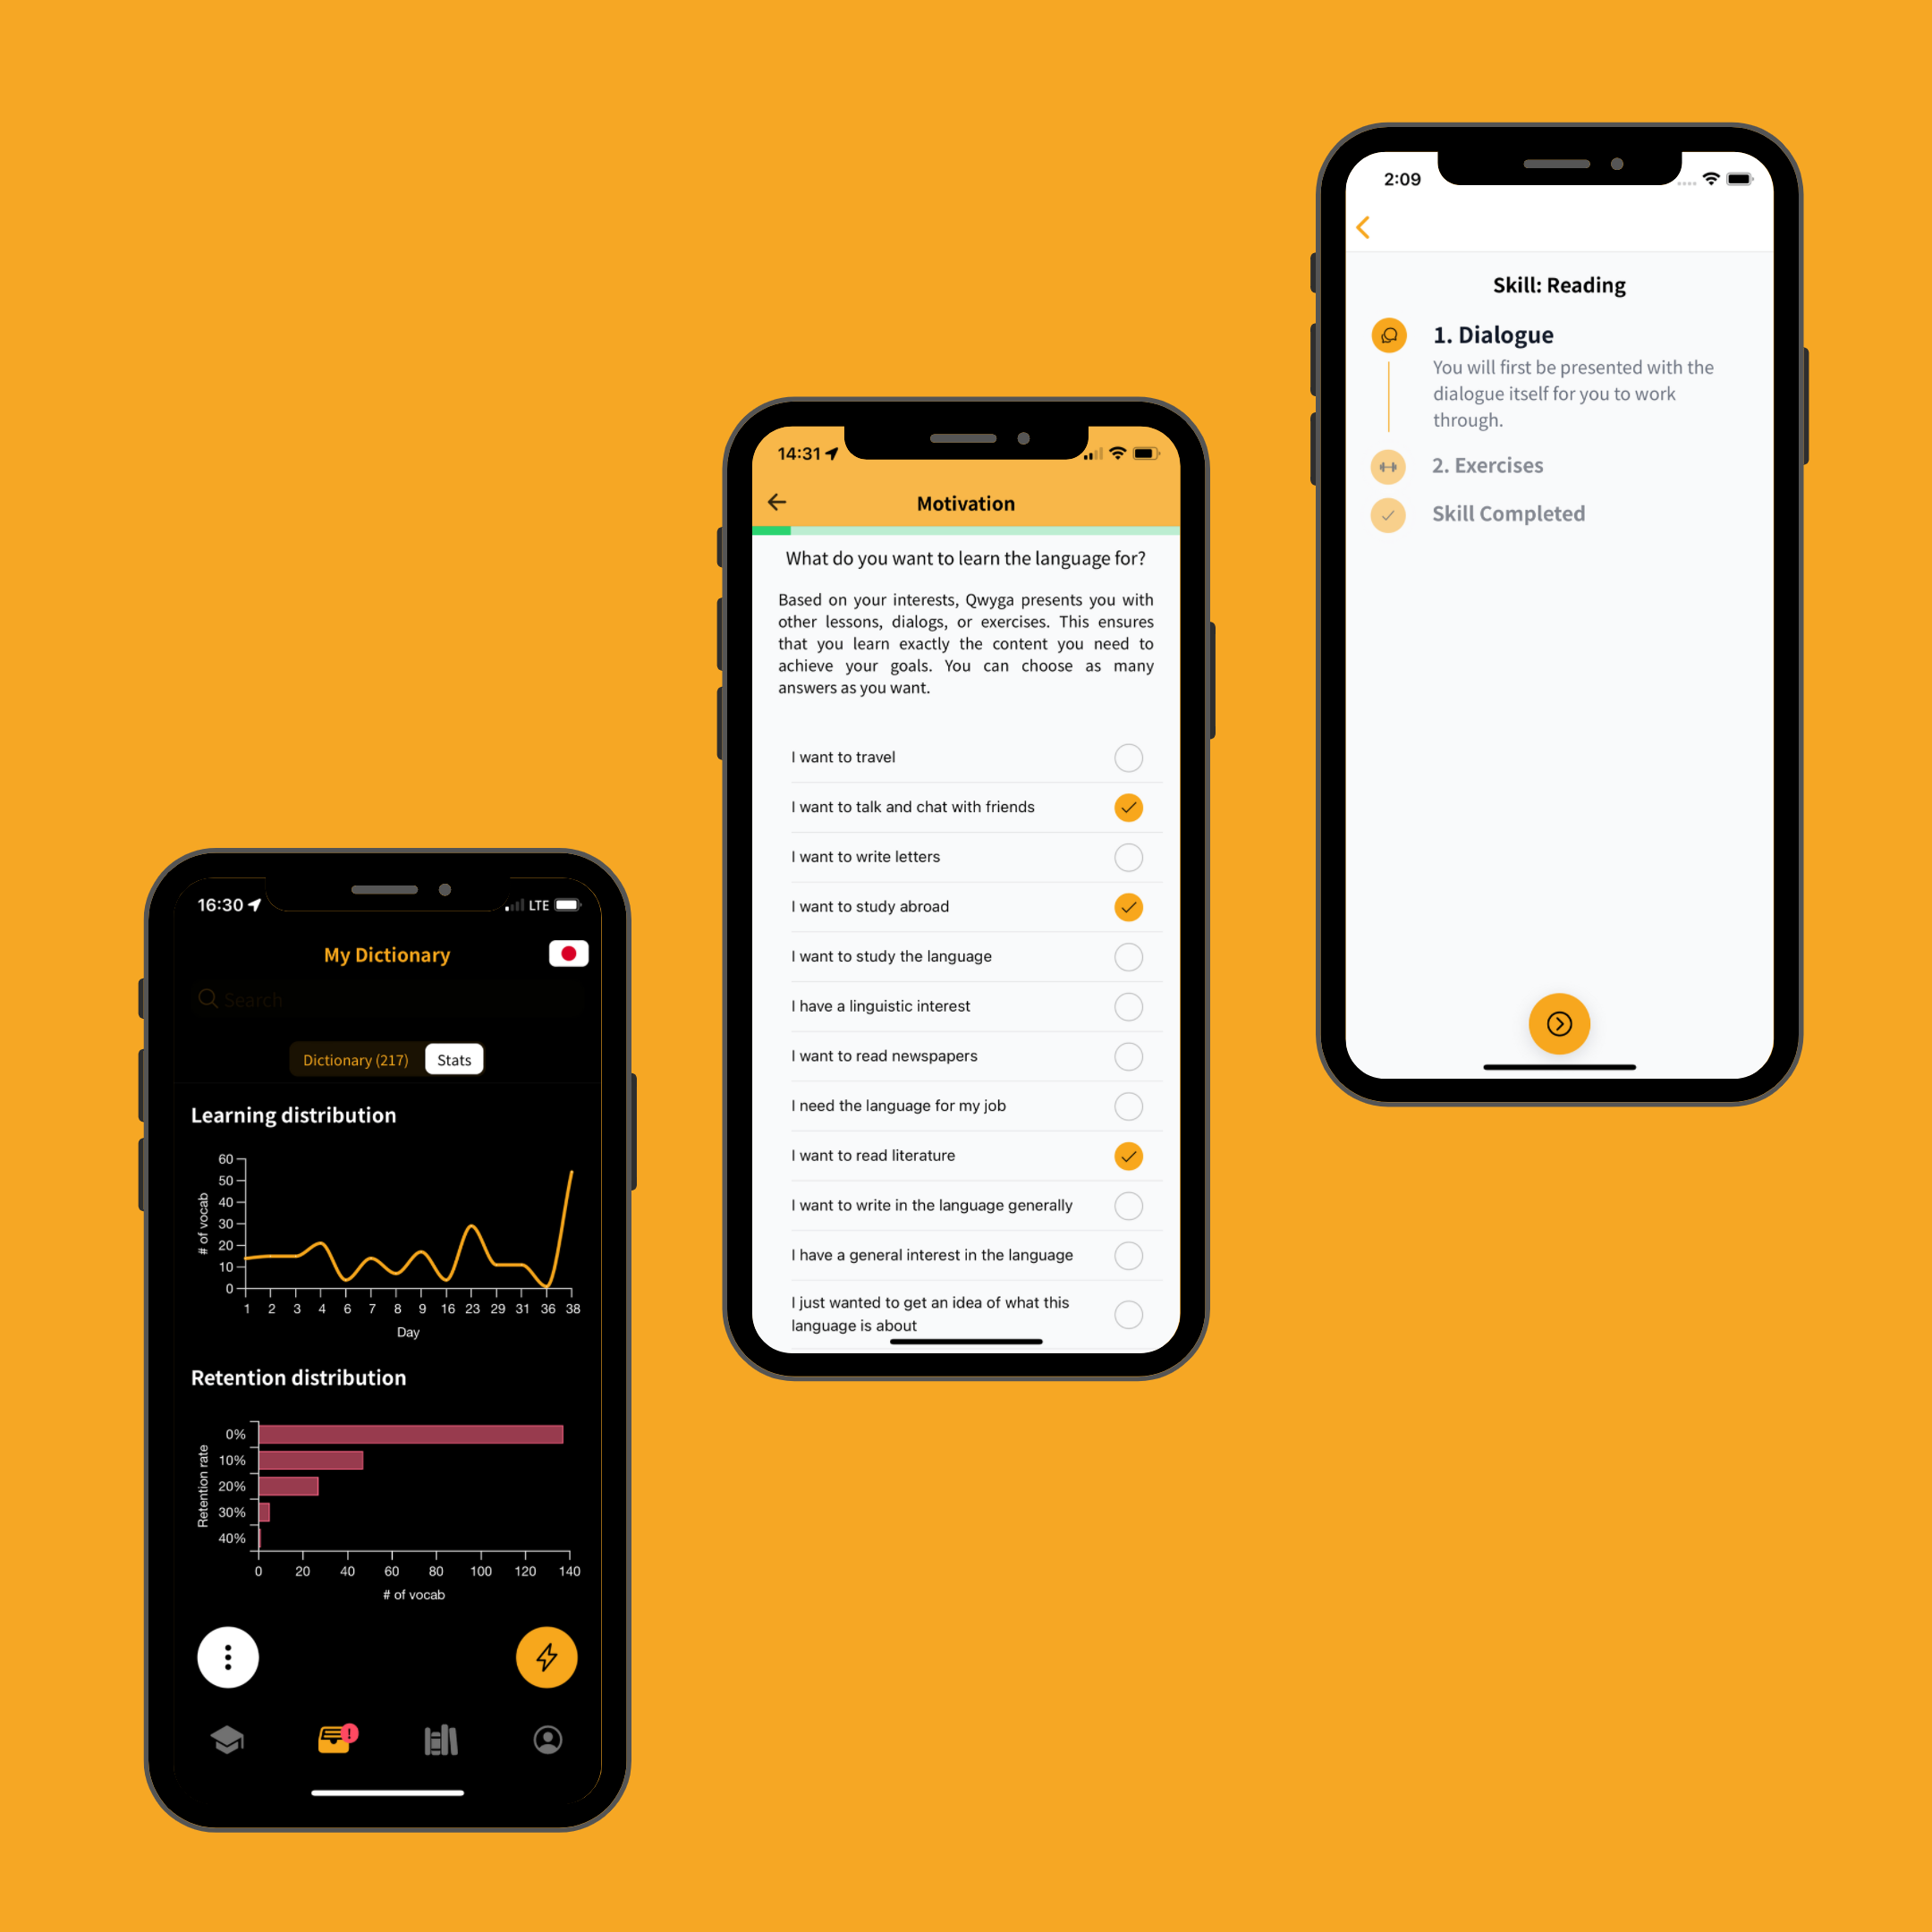 16:30
LTE
My Dictionary
Search
Dictionary (217)
Stats
Learning distribution
# of vocab
60
50
40
30
20
10
0
1 2 3 4 6 7 8 9 16 23 29 31 36 38
Day
Retention distribution
Retention rate
0%
10%
20%
30%
40%
0 20 40 60 80 100 120 140
# of vocab
14:31
Motivation
What do you want to learn the language for?
Based on your interests, Qwyga presents you with
other lessons, dialogs, or exercises. This ensures
that you learn exactly the content you need to
achieve your goals. You can choose as many
answers as you want.
I want to travel
I want to talk and chat with friends
I want to write letters
I want to study abroad
I want to study the language
I have a linguistic interest
I want to read newspapers
I need the language for my job
I want to read literature
I want to write in the language generally
I have a general interest in the language
I just wanted to get an idea of what this
language is about
2:09
Skill: Reading
1. Dialogue
You will first be presented with the
dialogue itself for you to work
through.
2. Exercises
Skill Completed